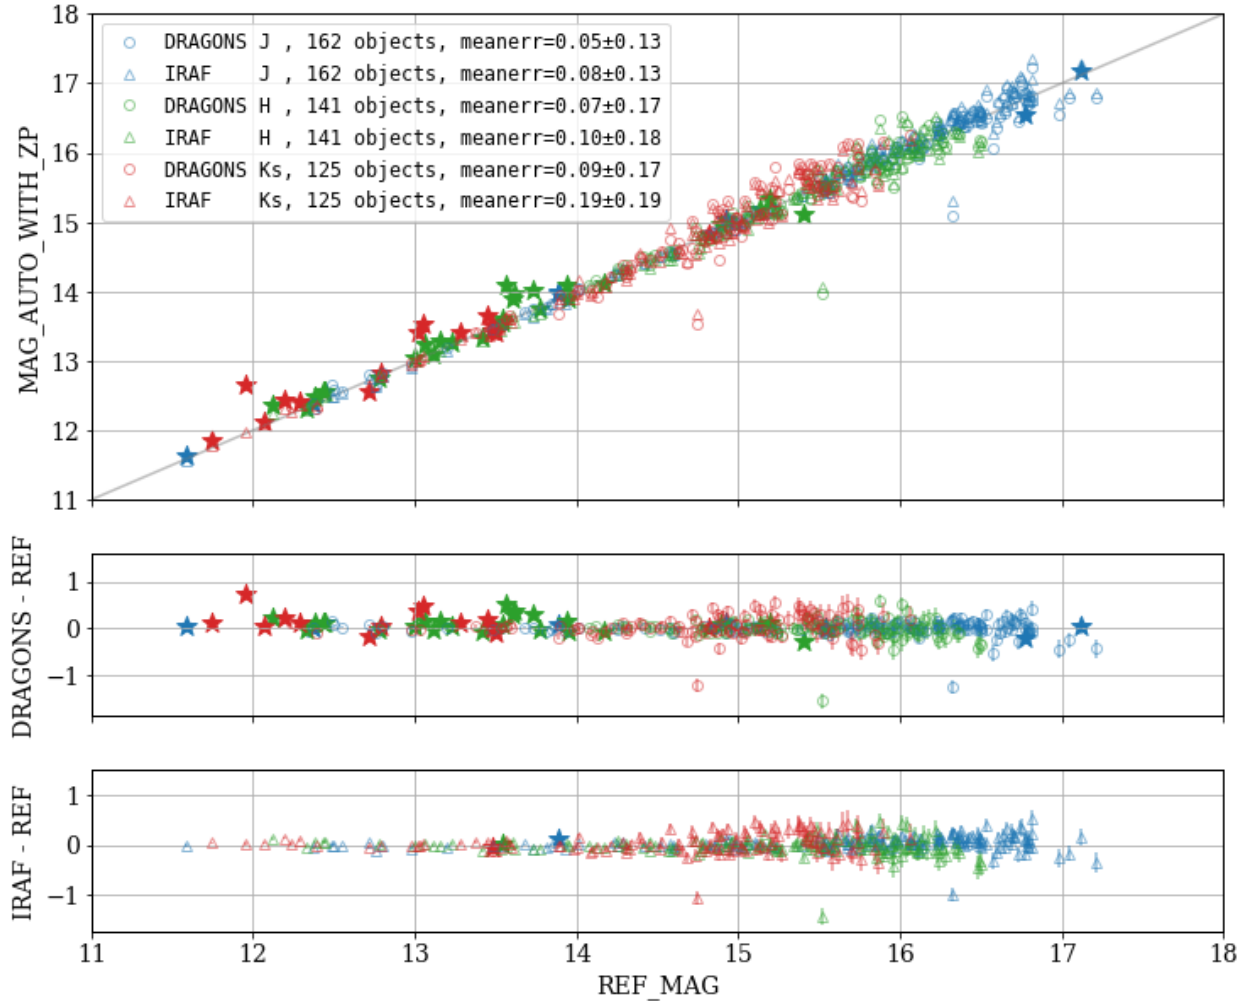 18
17
16
15
14
13
12
11
MAG_AUTO_WITH_ZP
DRAGONS J , 162 objects, meanerr=0.05±0.13
IRAF J , 162 objects, meanerr=0.08±0.13
DRAGONS H , 141 objects, meanerr=0.07±0.17
IRAF H , 141 objects, meanerr=0.10±0.18
DRAGONS Ks, 125 objects, meanerr=0.09±0.17
IRAF Ks, 125 objects, meanerr=0.19±0.19
1
0
−1
DRAGONS - REF
1
0
−1
IRAF - REF
11 12 13 14 15 16 17 18
REF_MAG